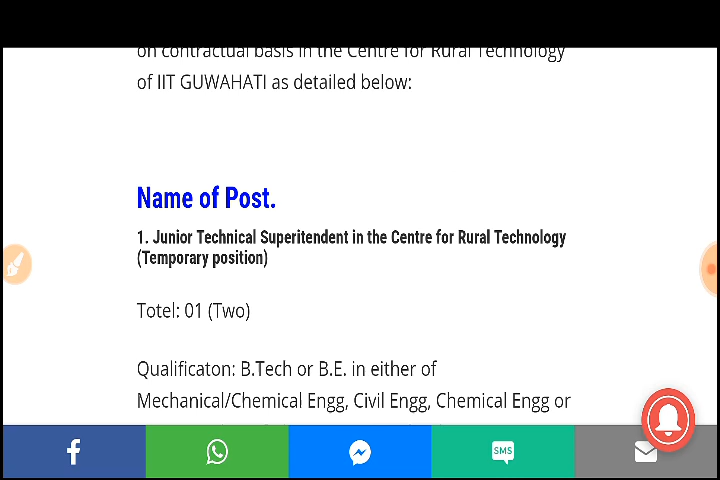 on contractual basis in the Centre for Rural Technology
of IIT GUWAHATI as detailed below:
Name of Post.
1. Junior Technical Superitendent in the Centre for Rural Technology
(Temporary position)
Totel: 01 (Two)
Qualificaton: B.Tech or B.E. in either of
Mechanical/Chemical Engg, Civil Engg, Chemical Engg or
SMS